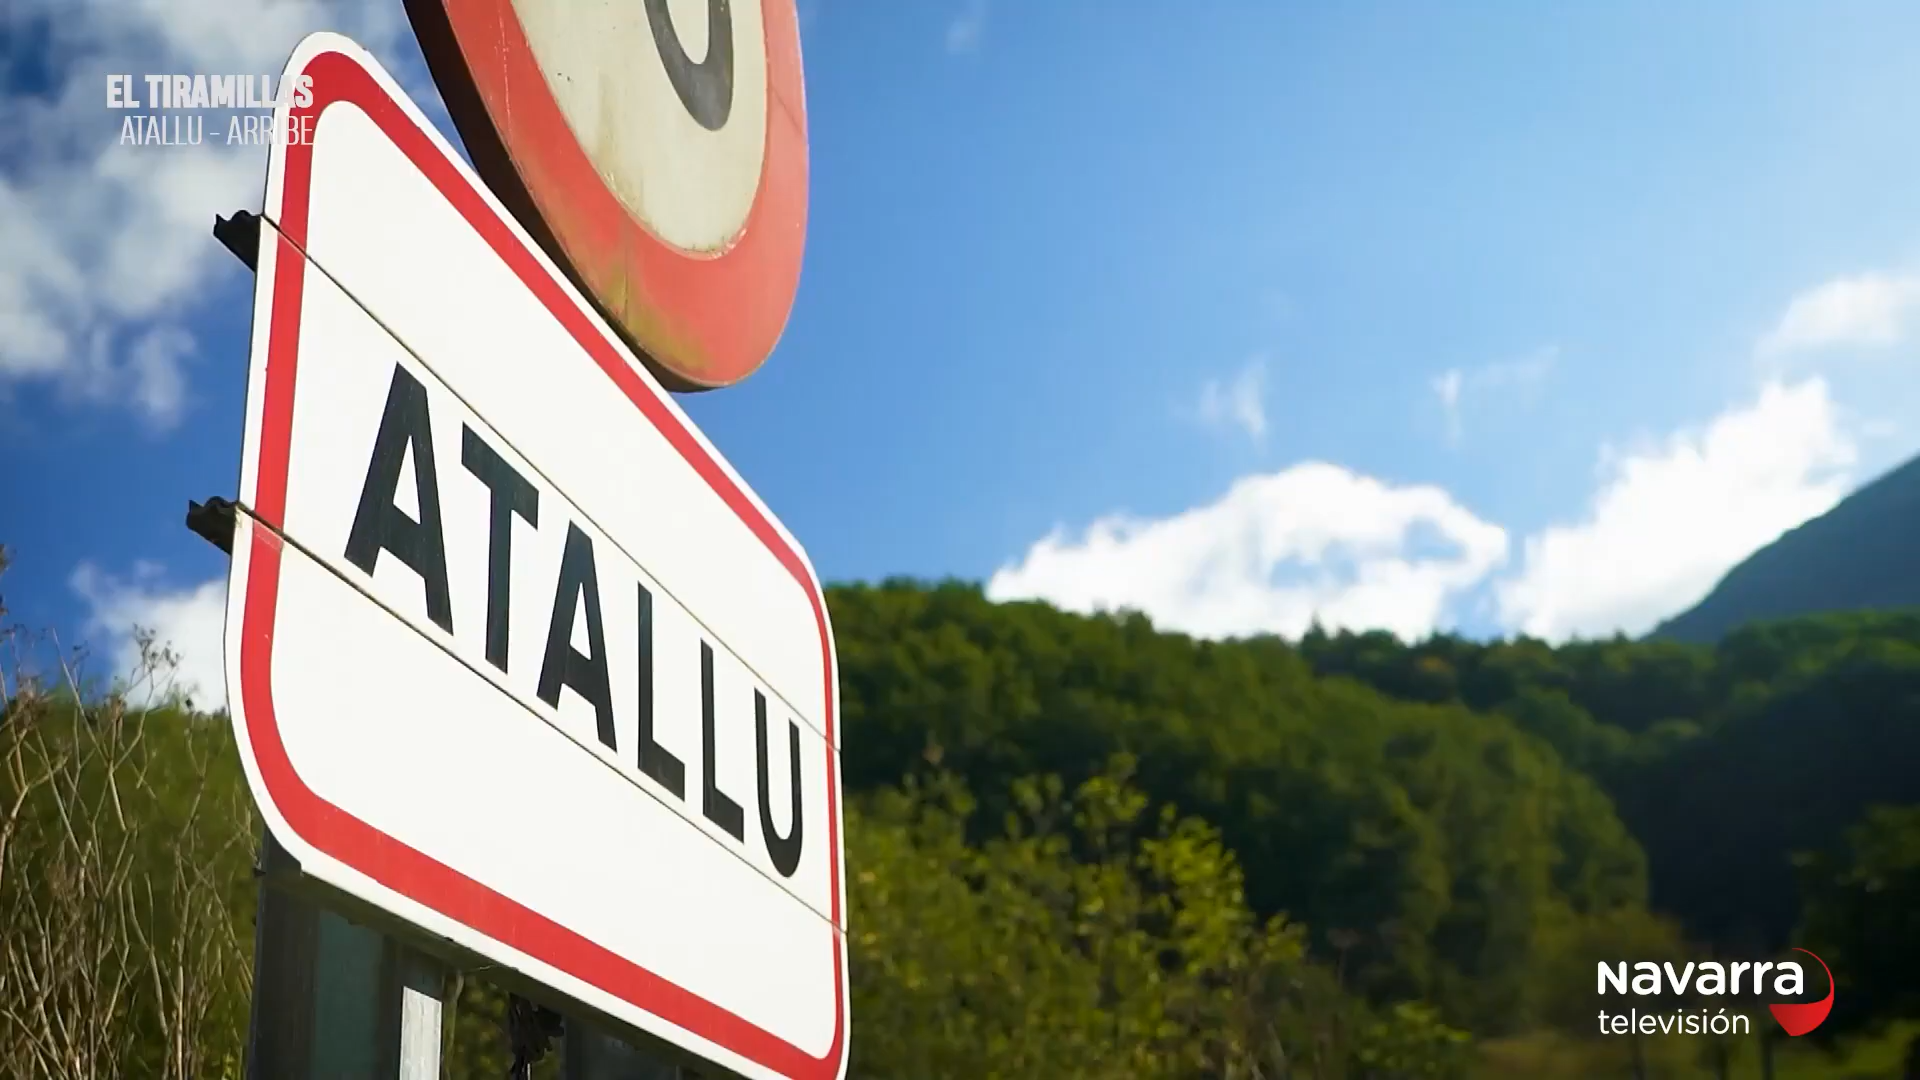 EL TIRAMILLAS
ATALLU - ARRIBE
ATALLU
Navarra
televisión